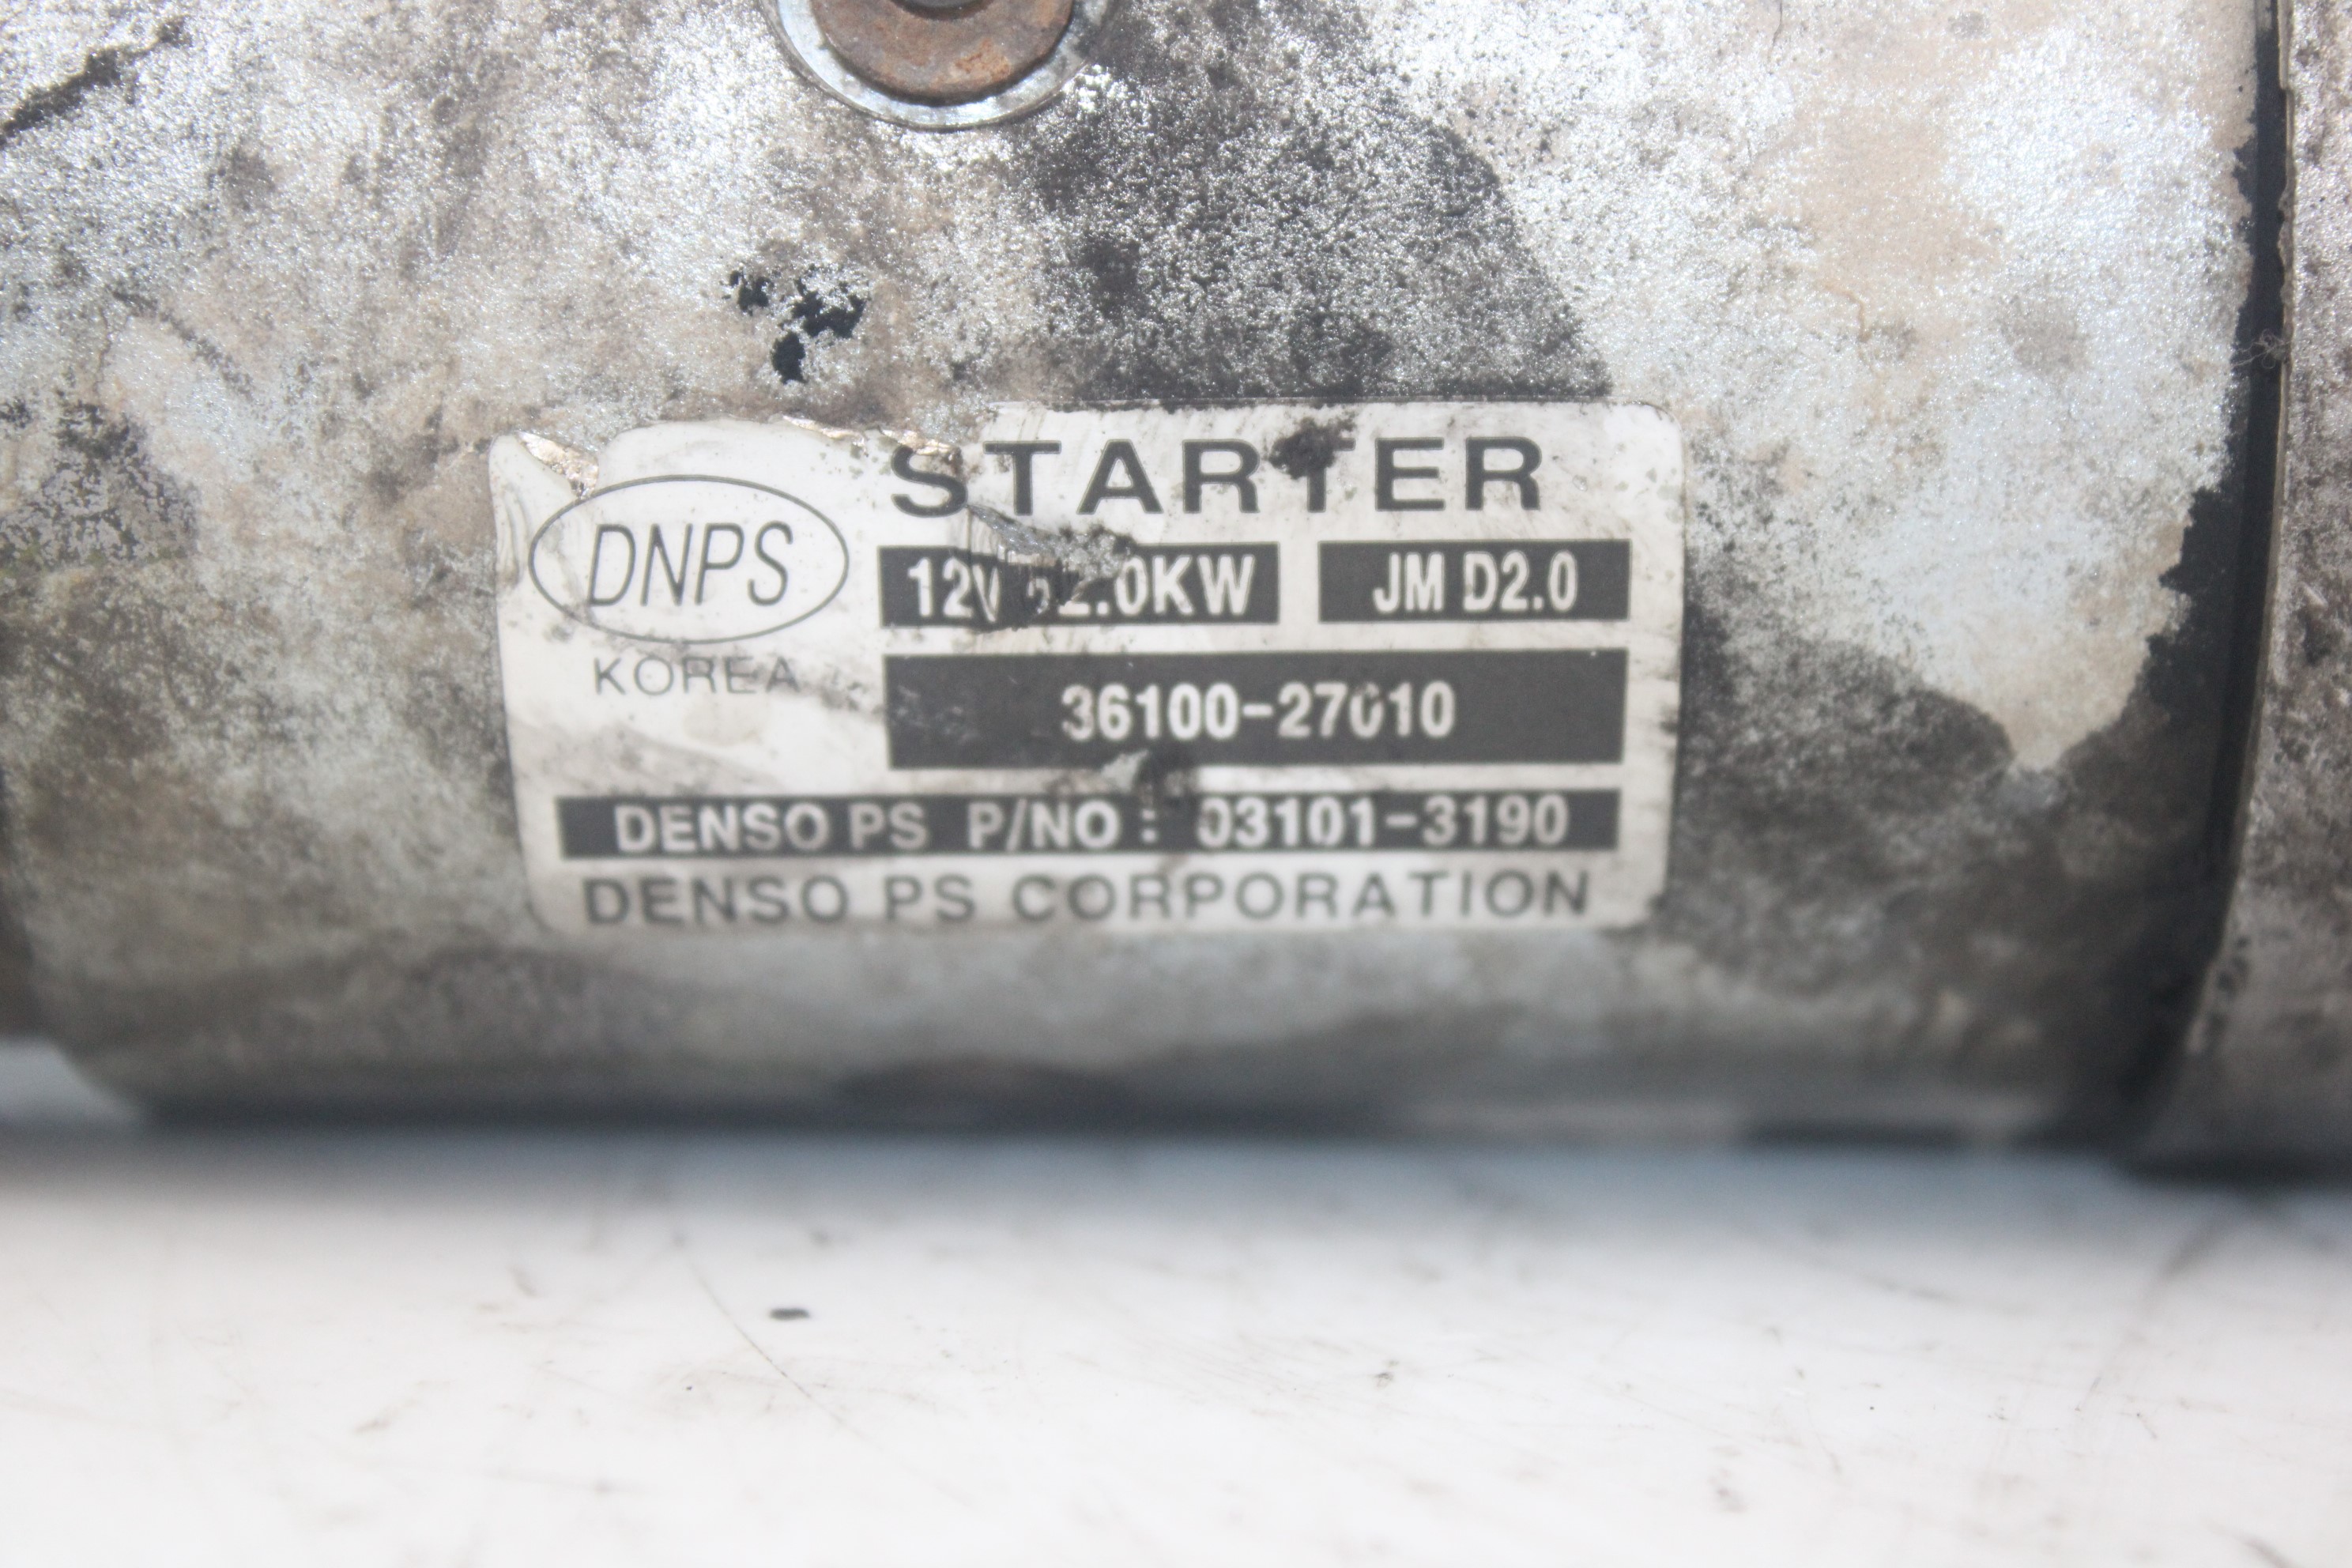 STARTER
DNPS
12V 2.0KW JM D2.0
KOREA
36100-27010
DENSO PS P/NO : 03101-3190
DENSO PS CORPORATION